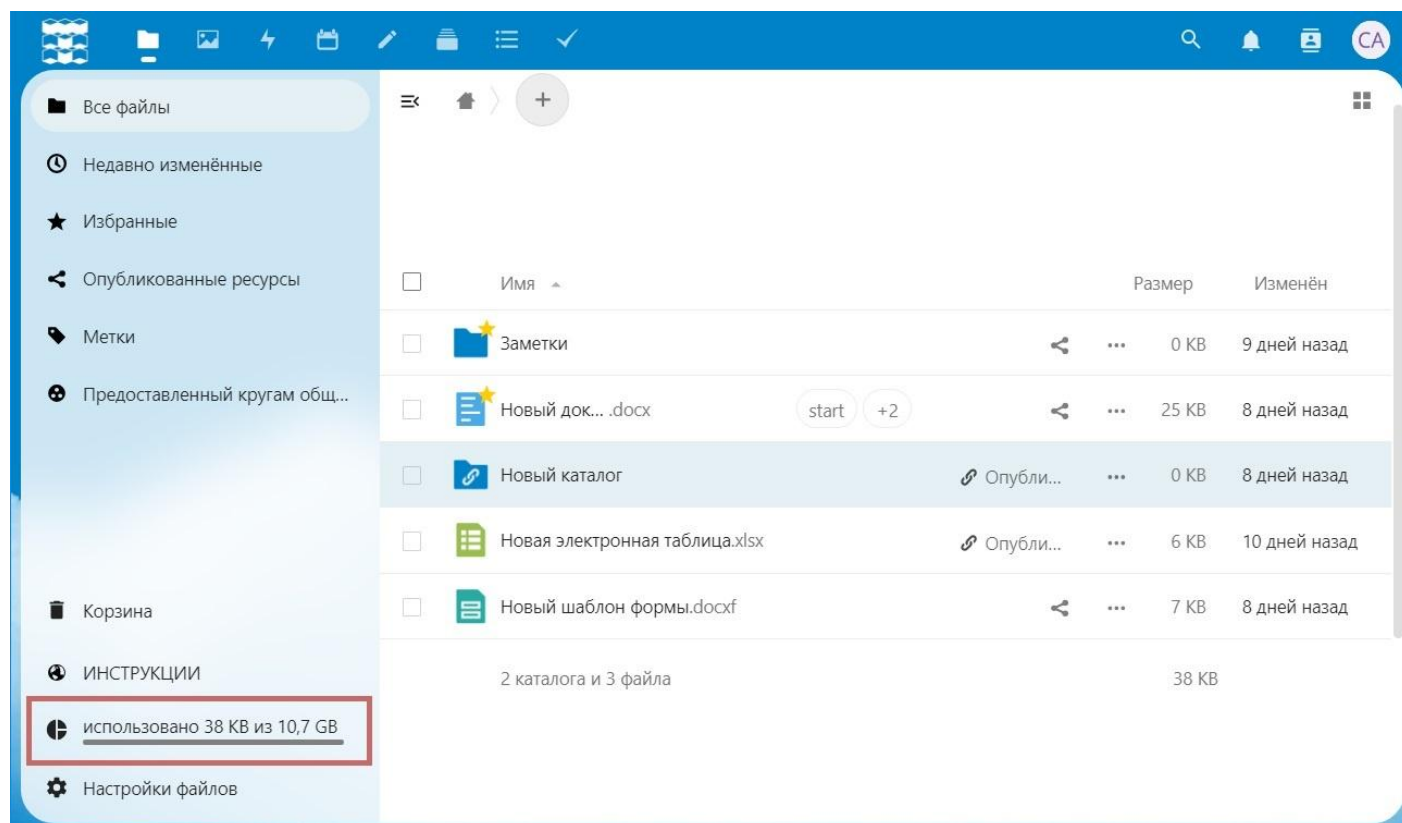 CA
Все файлы
Недавно изменённые
Избранные
Опубликованные ресурсы
Метки
Предоставленный кругам общ...
Корзина
ИНСТРУКЦИИ
использовано 38 KB из 10,7 GB
Настройки файлов
Имя Размер Изменён
Заметки 0 KB 9 дней назад
Новый док... .docx start +2 25 KB 8 дней назад
Новый каталог Опубли... 0 KB 8 дней назад
Новая электронная таблица.xlsx Опубли... 6 KB 10 дней назад
Новый шаблон формы.docxf 7 KB 8 дней назад
2 каталога и 3 файла 38 KB